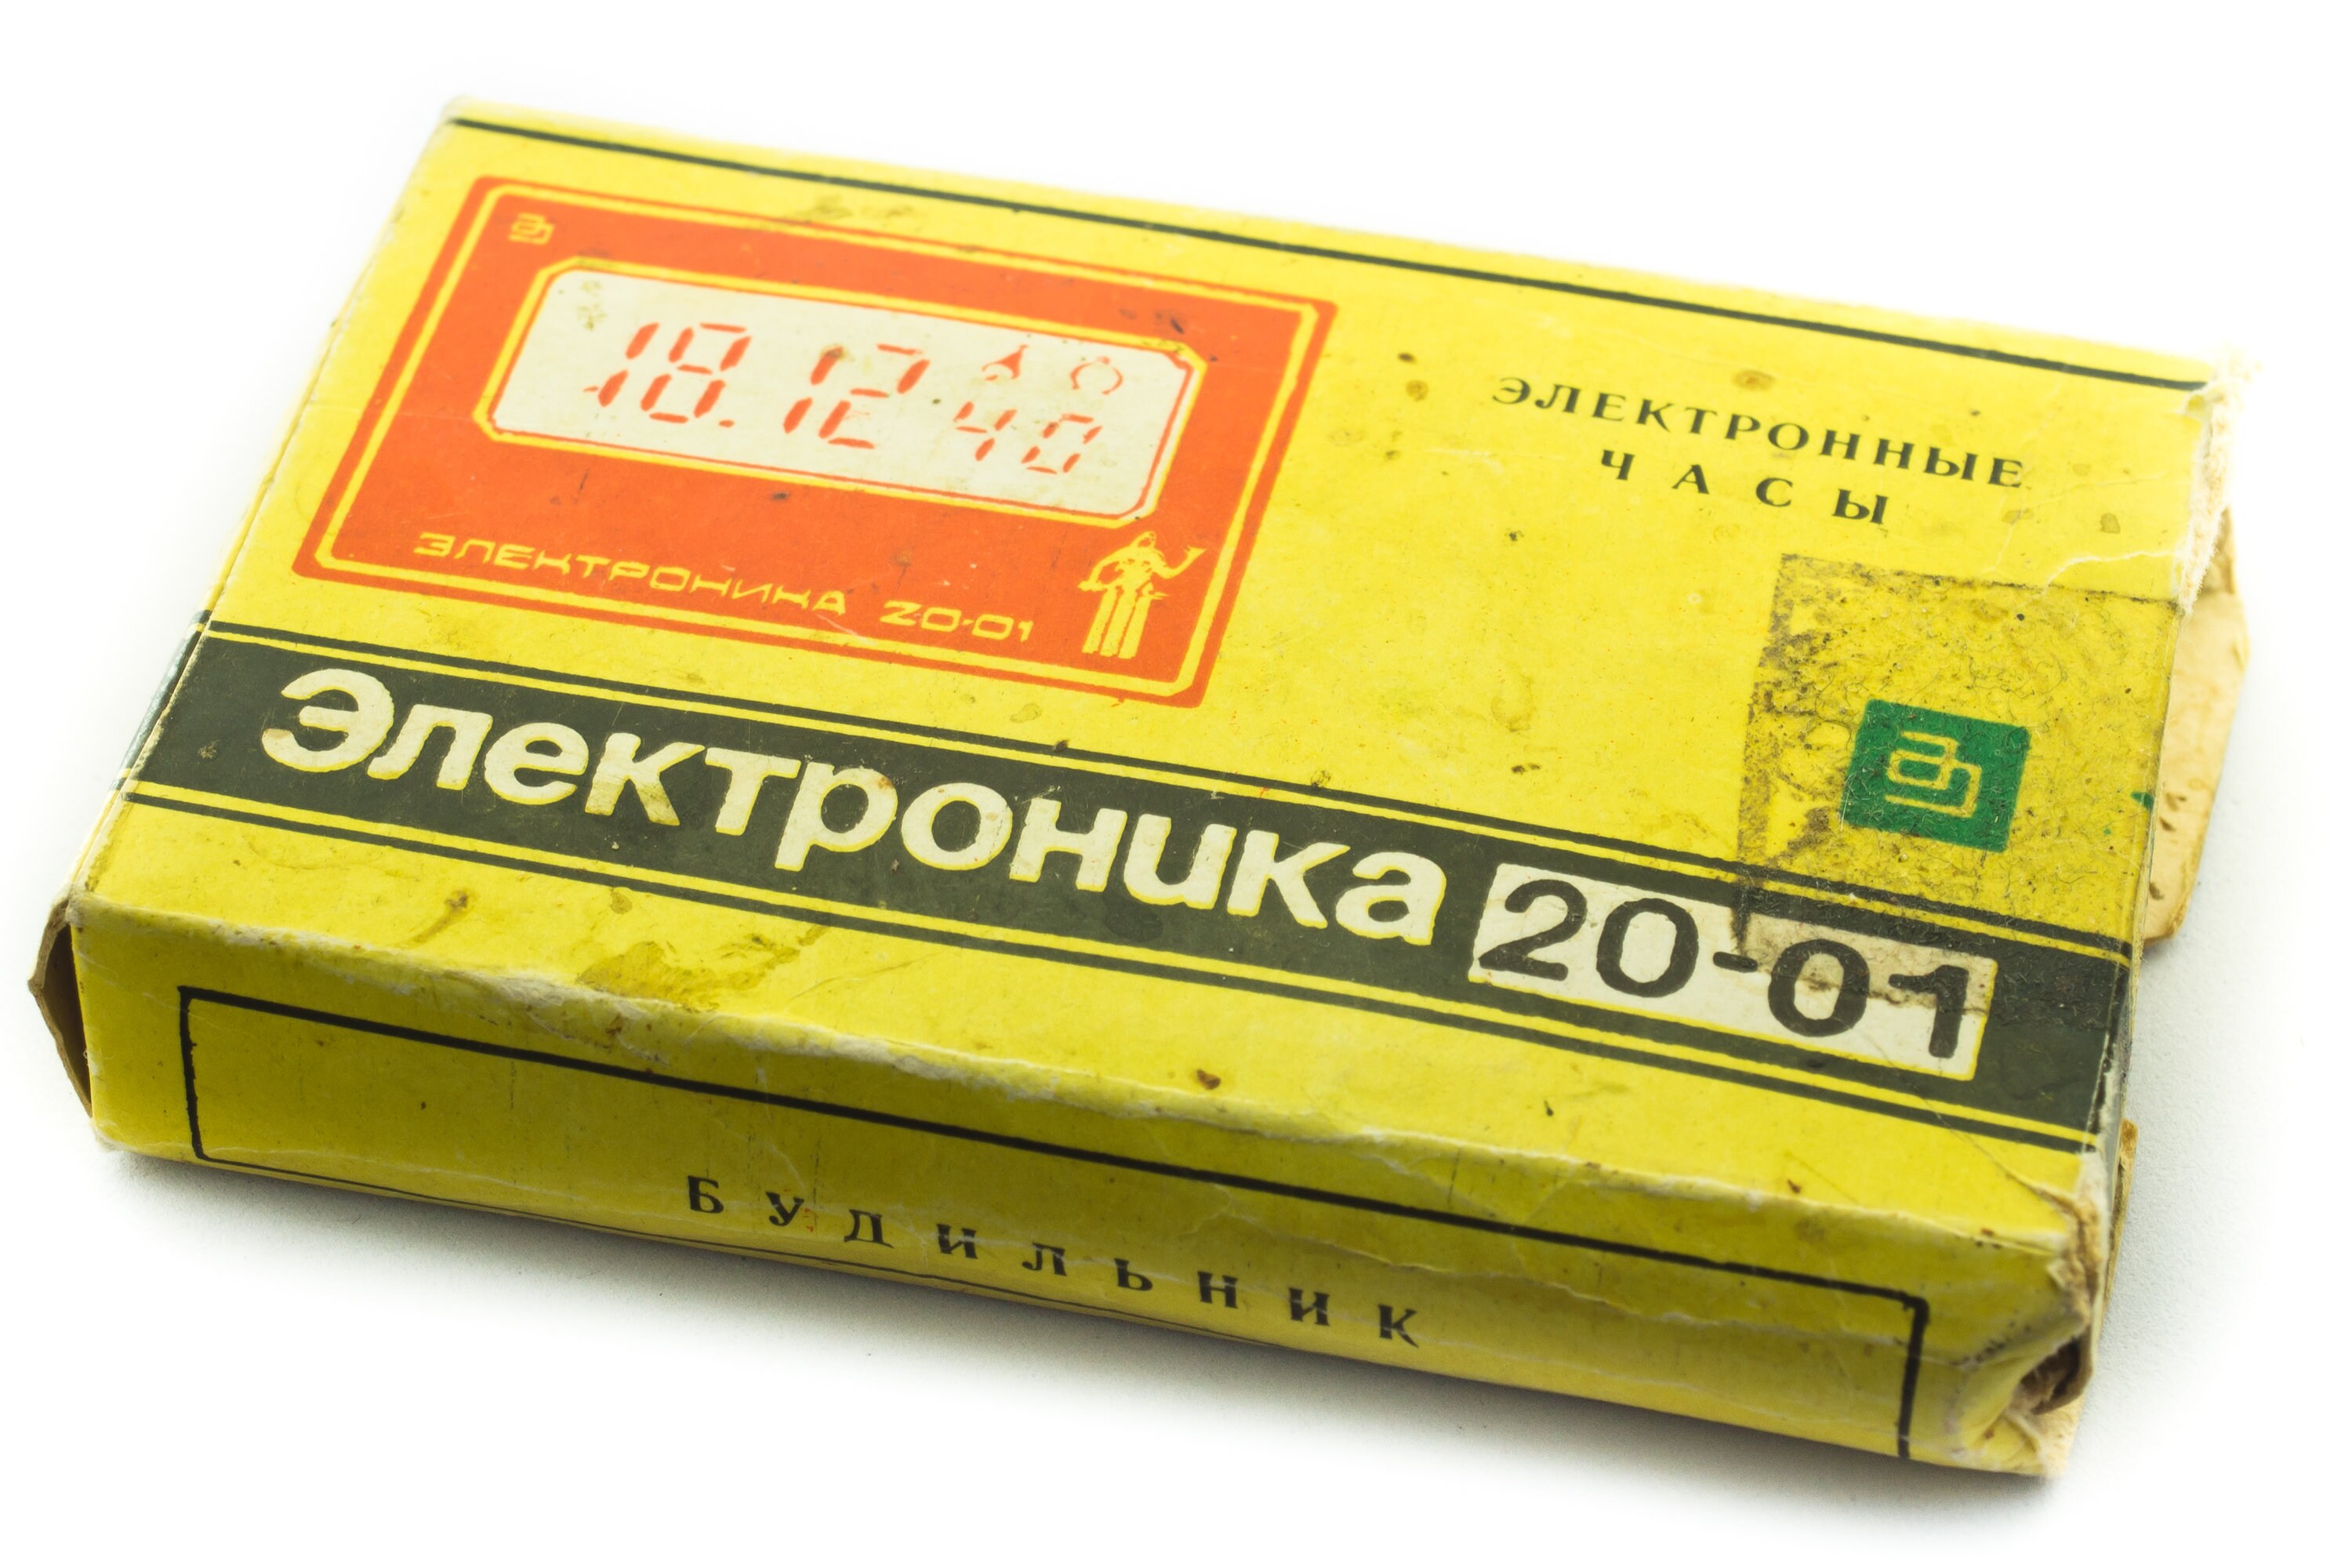 18.12 40
ЭЛЕКТРОНИКА 20-01
ЭЛЕКТРОННЫЕ
ЧАСЫ
Электроника 20-01
БУДИЛЬНИК